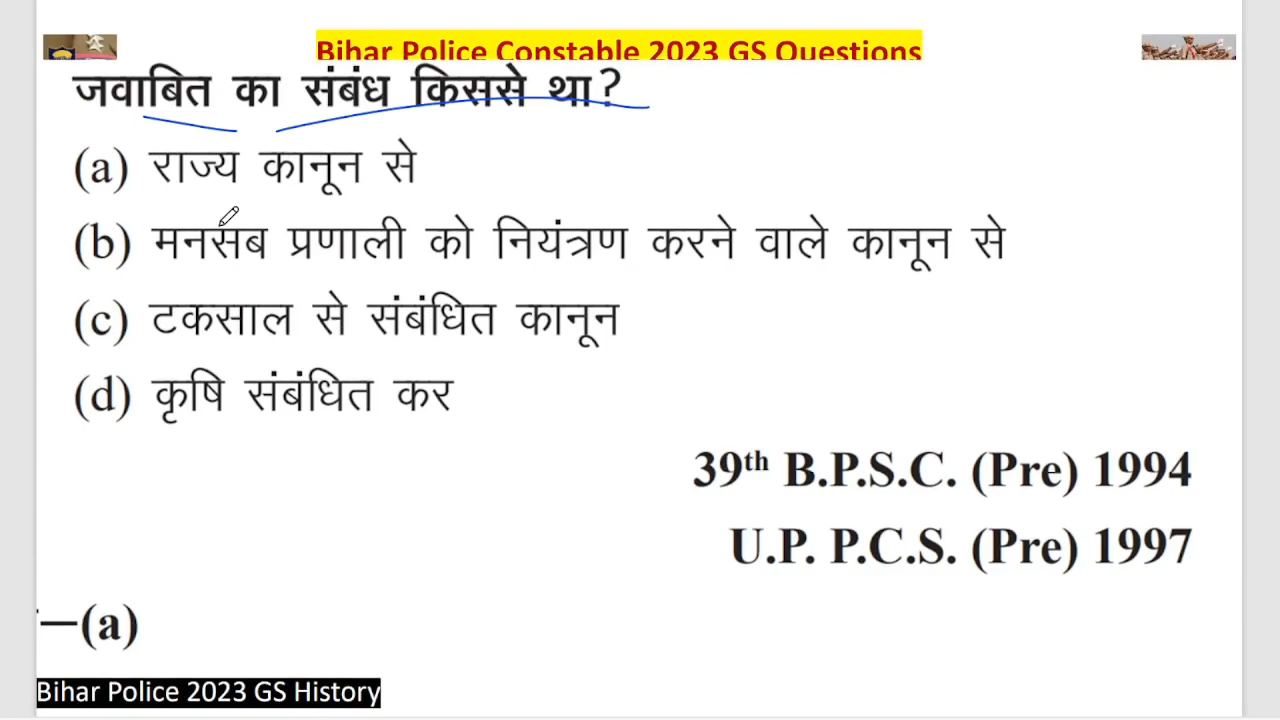 Bihar Police Constable 2023 GS Questions
जवाबित का संबंध किससे था?
(a) राज्य कानून से
(b) मनसब प्रणाली को नियंत्रण करने वाले कानून से
(c) टकसाल से संबंधित कानून
(d) कृषि संबंधित कर
39th B.P.S.C. (Pre) 1994
U.P. P.C.S. (Pre) 1997
—(a)
Bihar Police 2023 GS History